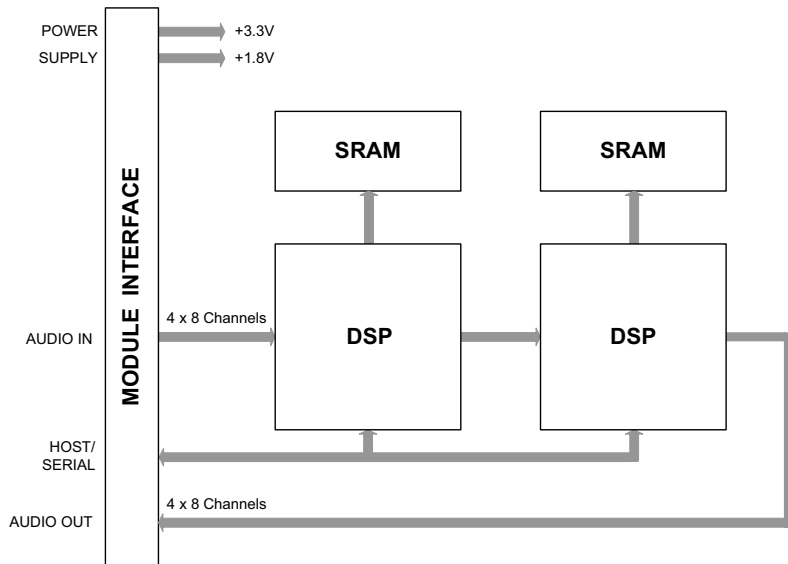 POWER
SUPPLY
+3.3V
+1.8V
MODULE INTERFACE
SRAM
SRAM
4 x 8 Channels
AUDIO IN
DSP
DSP
HOST/
SERIAL
4 x 8 Channels
AUDIO OUT